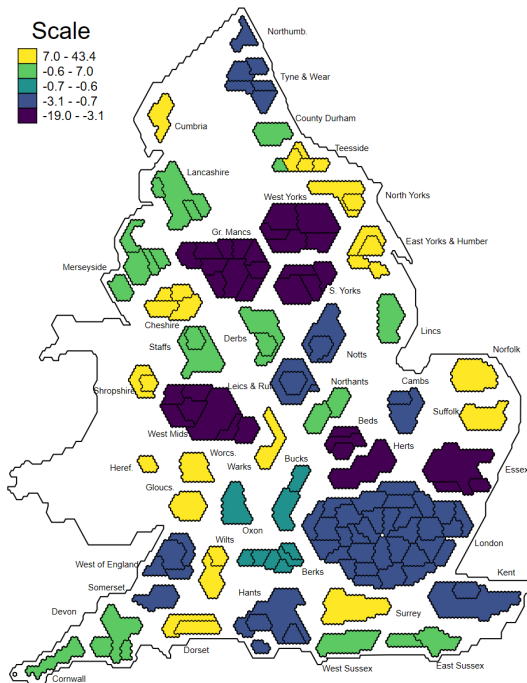 Scale
7.0 - 43.4
-0.6 - 7.0
-0.7 - -0.6
-3.1 - -0.7
-19.0 - -3.1
Northumb.
Tyne & Wear
County Durham
Cumbria
Teesside
Lancashire
West Yorks
North Yorks
Gr. Mancs
East Yorks & Humber
Merseyside
S. Yorks
Cheshire
Lincs
Staffs
Derbs
Notts
Norfolk
Shropshire
Leics & Rut
Northants
Cambs
Suffolk
West Mids
Beds
Worcs.
Herts
Heref.
Warks
Bucks
Essex
Gloucs.
Oxon
Wilts
London
West of England
Berks
Kent
Somerset
Hants
Devon
Surrey
Dorset
West Sussex
East Sussex
Cornwall